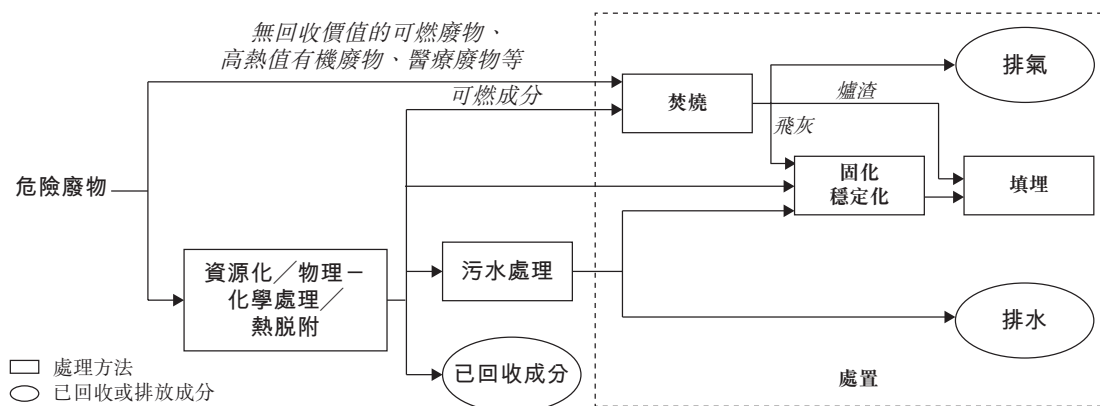 無回收價值的可燃廢物、
高熱值有機廢物、醫療廢物等
排氣
焚燒
爐渣
可燃成分
飛灰
危險廢物
固化
穩定化
填埋
資源化／物理－
化學處理／
熱脱附
污水處理
排水
已回收成分
處置
處理方法
已回收或排放成分